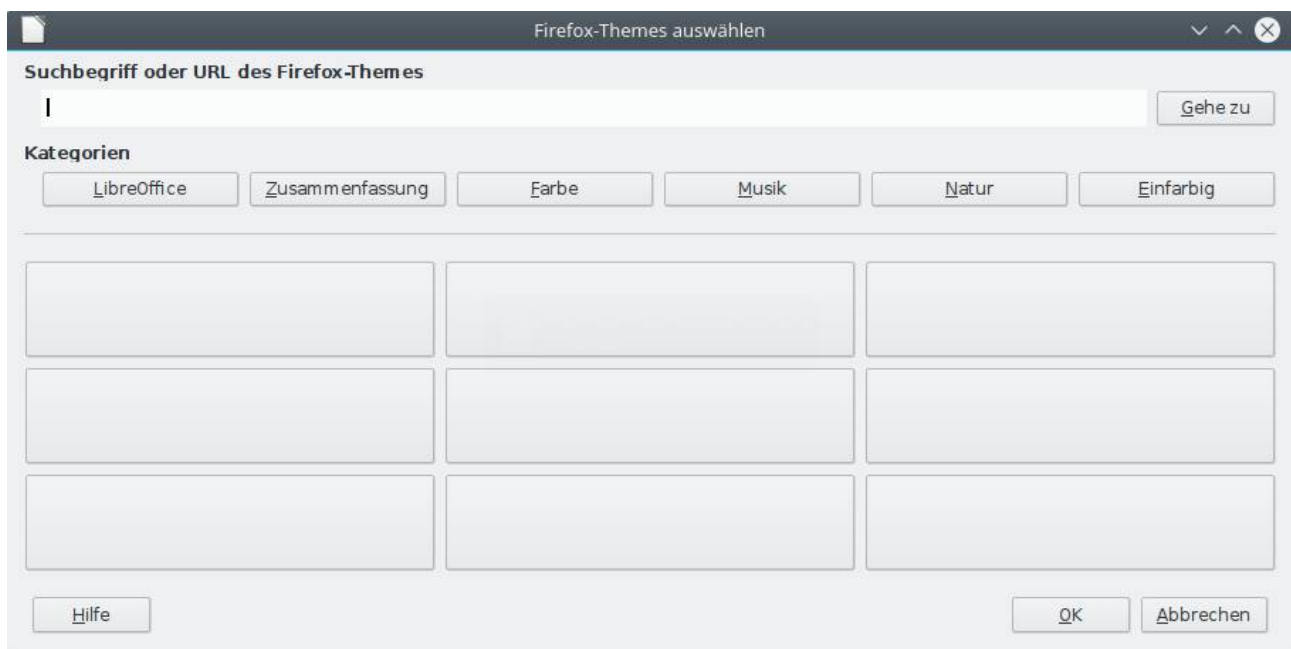 Firefox-Themes auswählen
Suchbegriff oder URL des Firefox-Themes
Gehe zu
Kategorien
LibreOffice Zusammenfassung Farbe Musik Natur Einfarbig
Hilfe OK Abbrechen